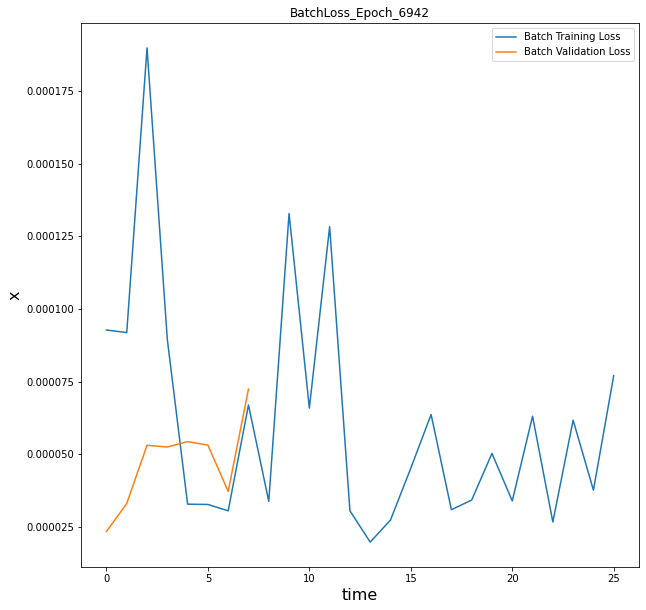 BatchLoss_Epoch_6942
Batch Training Loss
Batch Validation Loss
0.000175
0.000150
0.000125
0.000100
0.000075
0.000050
0.000025
x
0 5 10 15 20 25
time